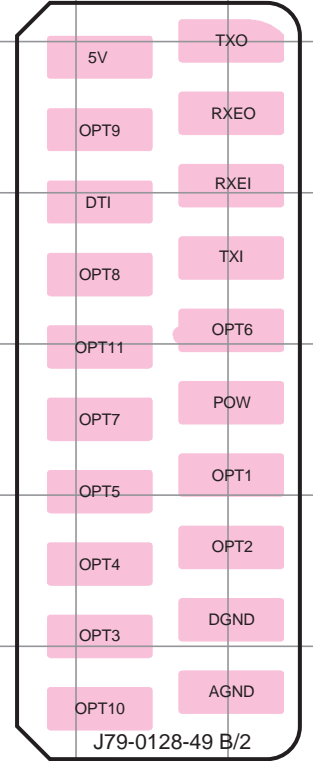 TXO
5V
RXEO
OPT9
RXEI
DTI
TXI
OPT8
OPT6
OPT11
POW
OPT7
OPT1
OPT5
OPT2
OPT4
DGND
OPT3
AGND
OPT10
J79-0128-49 B/2